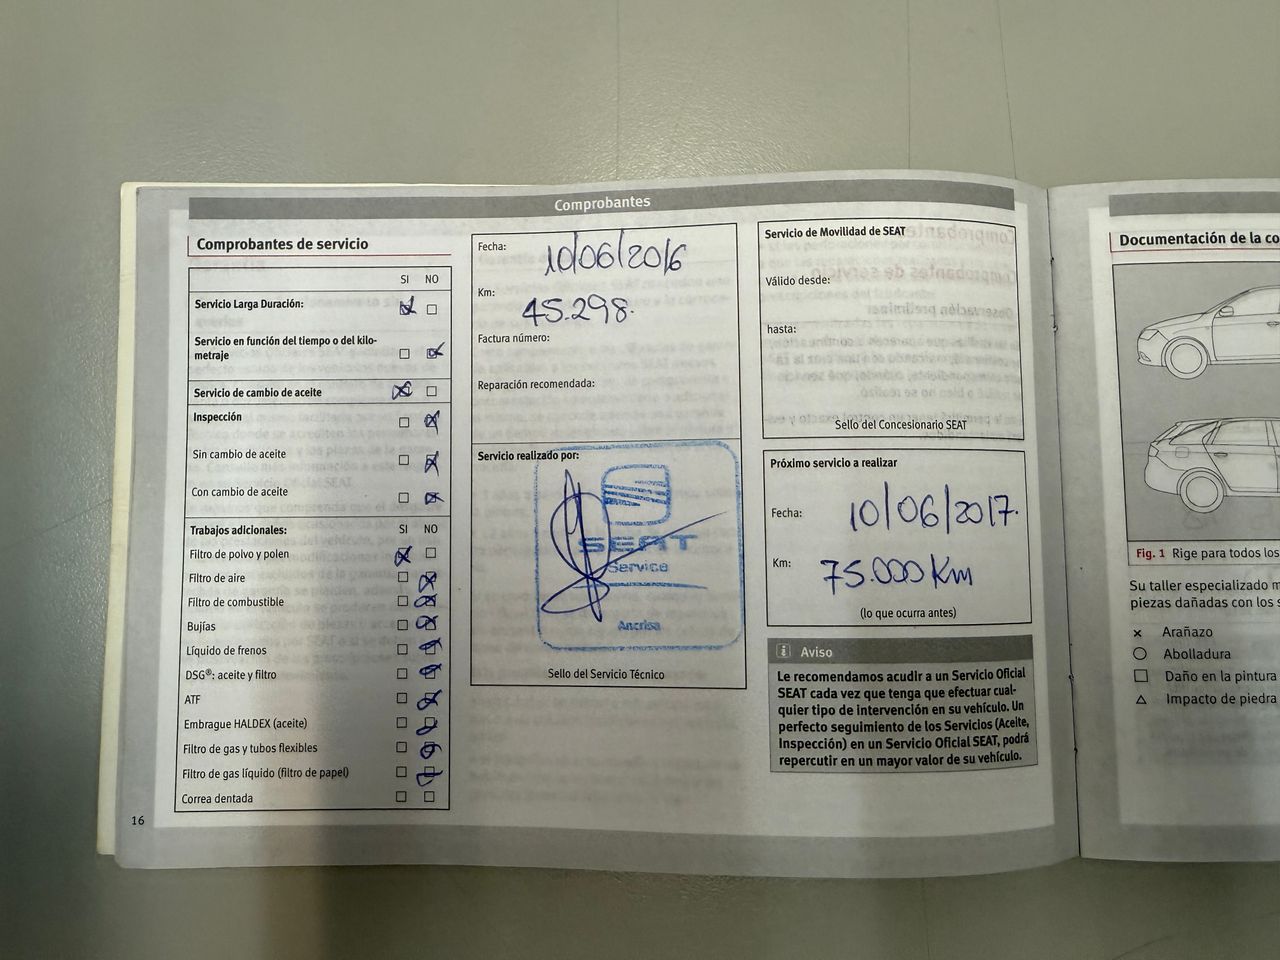 Comprobantes
Comprobantes de servicio
SI NO
Servicio Larga Duración:
Servicio en función del tiempo o del kilo-
metraje
Servicio de cambio de aceite
Inspección
Sin cambio de aceite
Con cambio de aceite
Trabajos adicionales: SI NO
Filtro de polvo y polen
Filtro de aire
Filtro de combustible
Bujías
Líquido de frenos
DSG®: aceite y filtro
ATF
Embrague HALDEX (aceite)
Filtro de gas y tubos flexibles
Filtro de gas líquido (filtro de papel)
Correa dentada
16
Fecha: 10/06/2016
Km: 45.298.
Factura número:
Reparación recomendada:
Servicio realizado por:
SEAT
Service
Ancrisa
Sello del Servicio Técnico
Servicio de Movilidad de SEAT
Válido desde:
hasta:
Sello del Concesionario SEAT
Próximo servicio a realizar
Fecha: 10/06/2017.
Km: 75.000 Km
(lo que ocurra antes)
i Aviso
Le recomendamos acudir a un Servicio Oficial
SEAT cada vez que tenga que efectuar cual-
quier tipo de intervención en su vehículo. Un
perfecto seguimiento de los Servicios (Aceite,
Inspección) en un Servicio Oficial SEAT, podrá
repercutir en un mayor valor de su vehículo.
Documentación de la co
Fig. 1 Rige para todos los
Su taller especializado m
piezas dañadas con los s
Arañazo
Abolladura
Daño en la pintura
Impacto de piedra